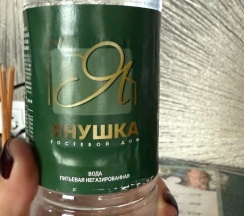 Я
ЯНУШКА
ГОСТЕВОЙ ДОМ
ВОДА
ПИТЬЕВАЯ НЕГАЗИРОВАННАЯ